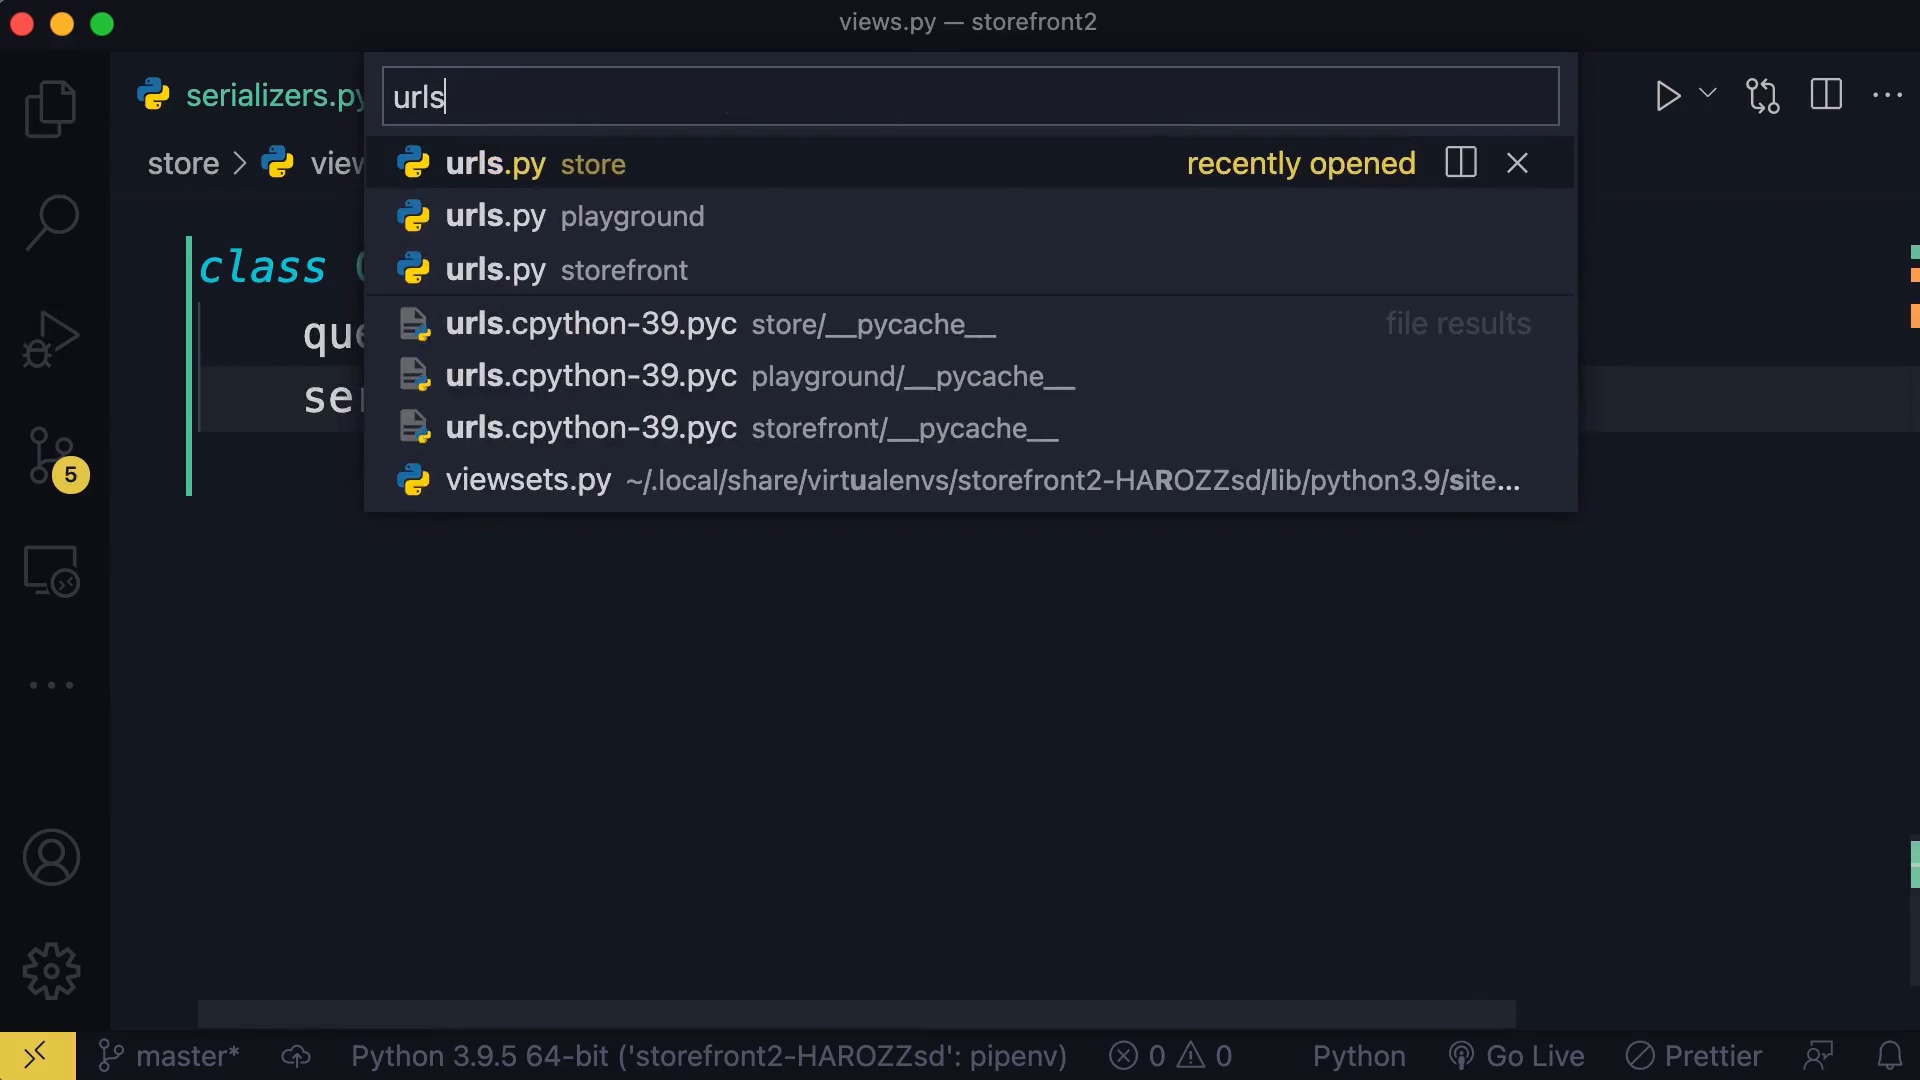 views.py — storefront2
serializers.py
urls
store > view
urls.py store recently opened
urls.py playground
urls.py storefront
urls.cpython-39.pyc store/__pycache__ file results
urls.cpython-39.pyc playground/__pycache__
urls.cpython-39.pyc storefront/__pycache__
viewsets.py ~/.local/share/virtualenvs/storefront2-HAROZZsd/lib/python3.9/site...
class
que
ser
5
master* Python 3.9.5 64-bit ('storefront2-HAROZZsd': pipenv) 0 0 Python Go Live Prettier